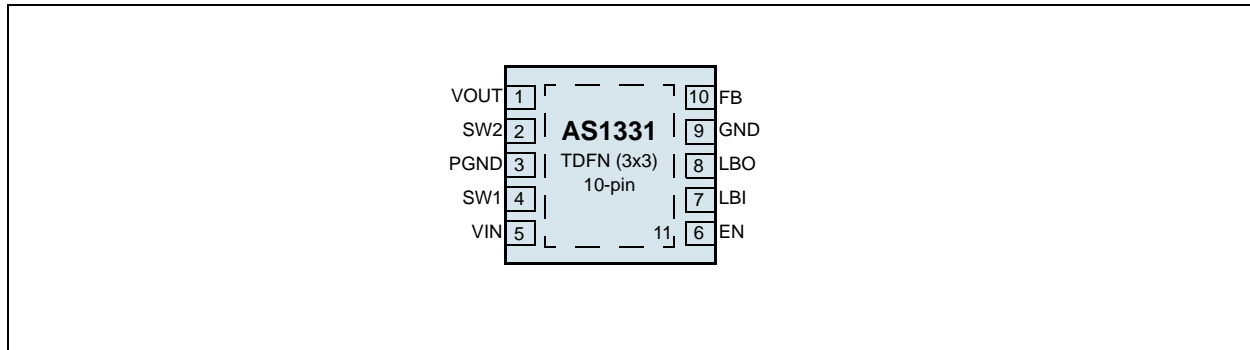 VOUT 1
SW2 2
PGND 3
SW1 4
VIN 5
AS1331
TDFN (3x3)
10-pin
11
10 FB
9 GND
8 LBO
7 LBI
6 EN